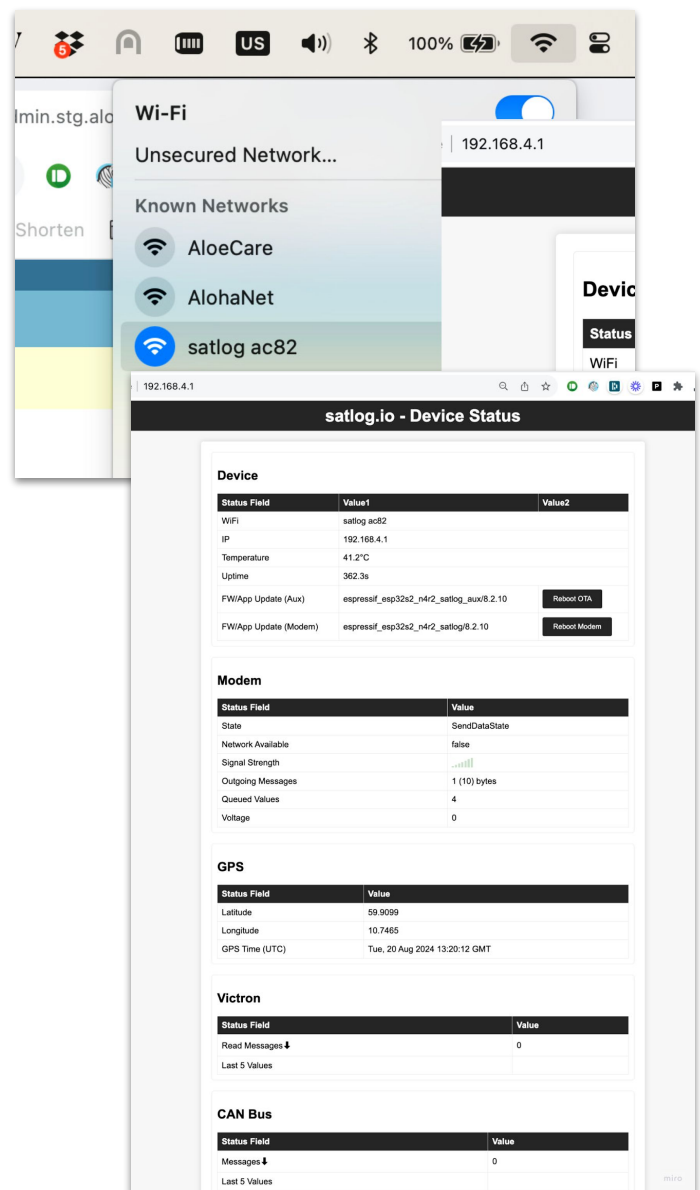 5
US
100%
lmin.stg.alo
Wi-Fi
Unsecured Network...
192.168.4.1
Shorten
Known Networks
AloeCare
AlohaNet
satlog ac82
Devic
Status
WiFi
192.168.4.1
satlog.io - Device Status
Device
Status Field Value1 Value2
WiFi satlog ac82
IP 192.168.4.1
Temperature 41.2°C
Uptime 362.3s
FW/App Update (Aux) espressif_esp32s2_n4r2_satlog_aux/8.2.10 Reboot OTA
FW/App Update (Modem) espressif_esp32s2_n4r2_satlog/8.2.10 Reboot Modem
Modem
Status Field Value
State SendDataState
Network Available false
Signal Strength
Outgoing Messages 1 (10) bytes
Queued Values 4
Voltage 0
GPS
Status Field Value
Latitude 59.9099
Longitude 10.7465
GPS Time (UTC) Tue, 20 Aug 2024 13:20:12 GMT
Victron
Status Field Value
Read Messages⬇ 0
Last 5 Values
CAN Bus
Status Field Value
Messages⬇ 0
Last 5 Values
miro